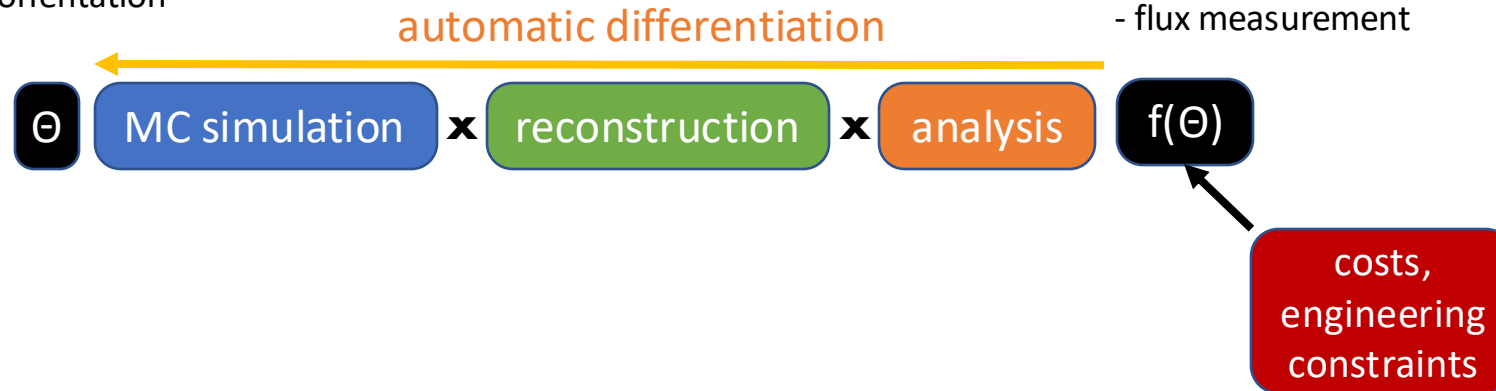 orientation
- flux measurement
automatic differentiation
Θ MC simulation x reconstruction x analysis f(Θ)
costs,
engineering
constraints